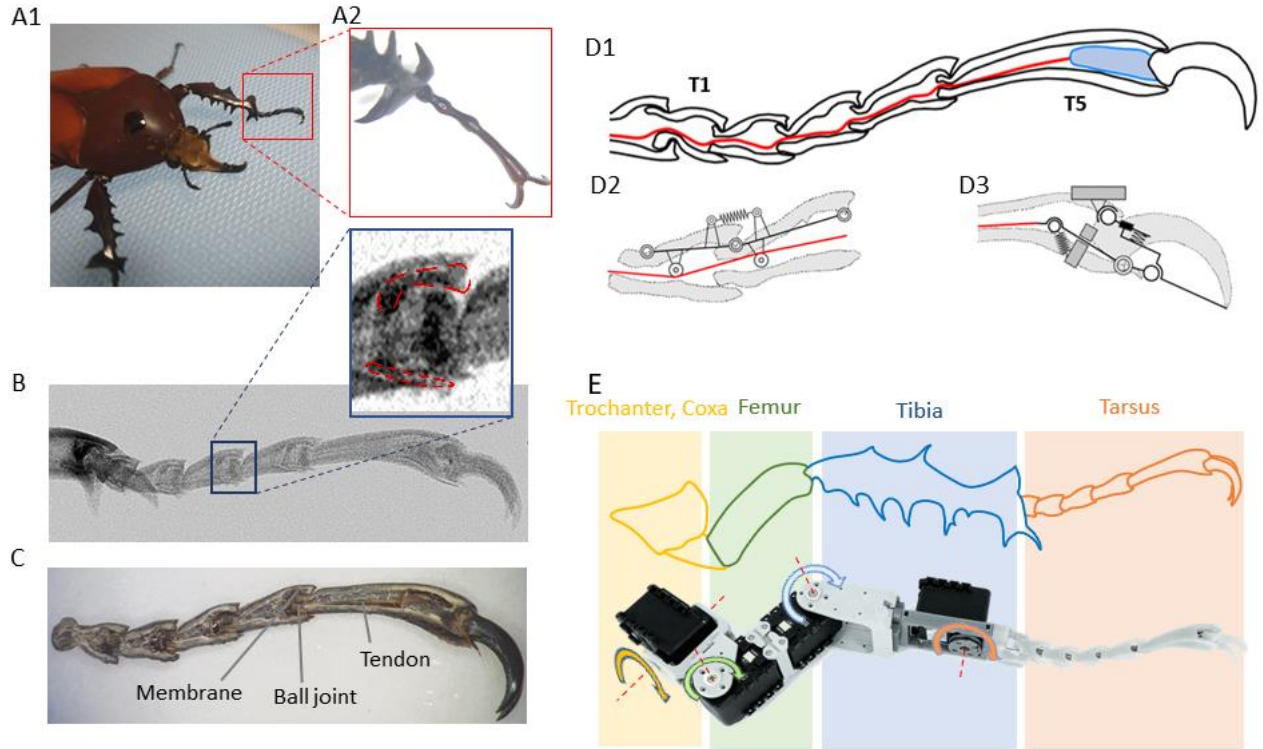 A1
A2
D1
T1
T5
D2
D3
B
E
Trochanter, Coxa
Femur
Tibia
Tarsus
C
Membrane
Ball joint
Tendon